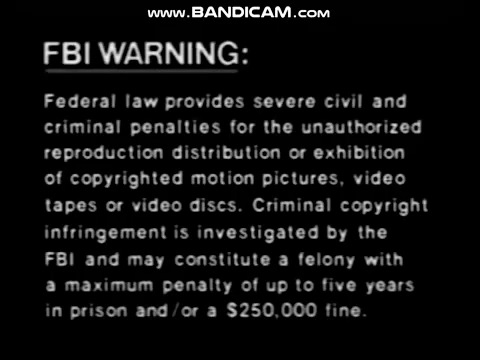 WWW.BANDICAM.COM
FBI WARNING:
Federal law provides severe civil and
criminal penalties for the unauthorized
reproduction distribution or exhibition
of copyrighted motion pictures, video
tapes or video discs. Criminal copyright
infringement is investigated by the
FBI and may constitute a felony with
a maximum penalty of up to five years
in prison and/or a $250,000 fine.